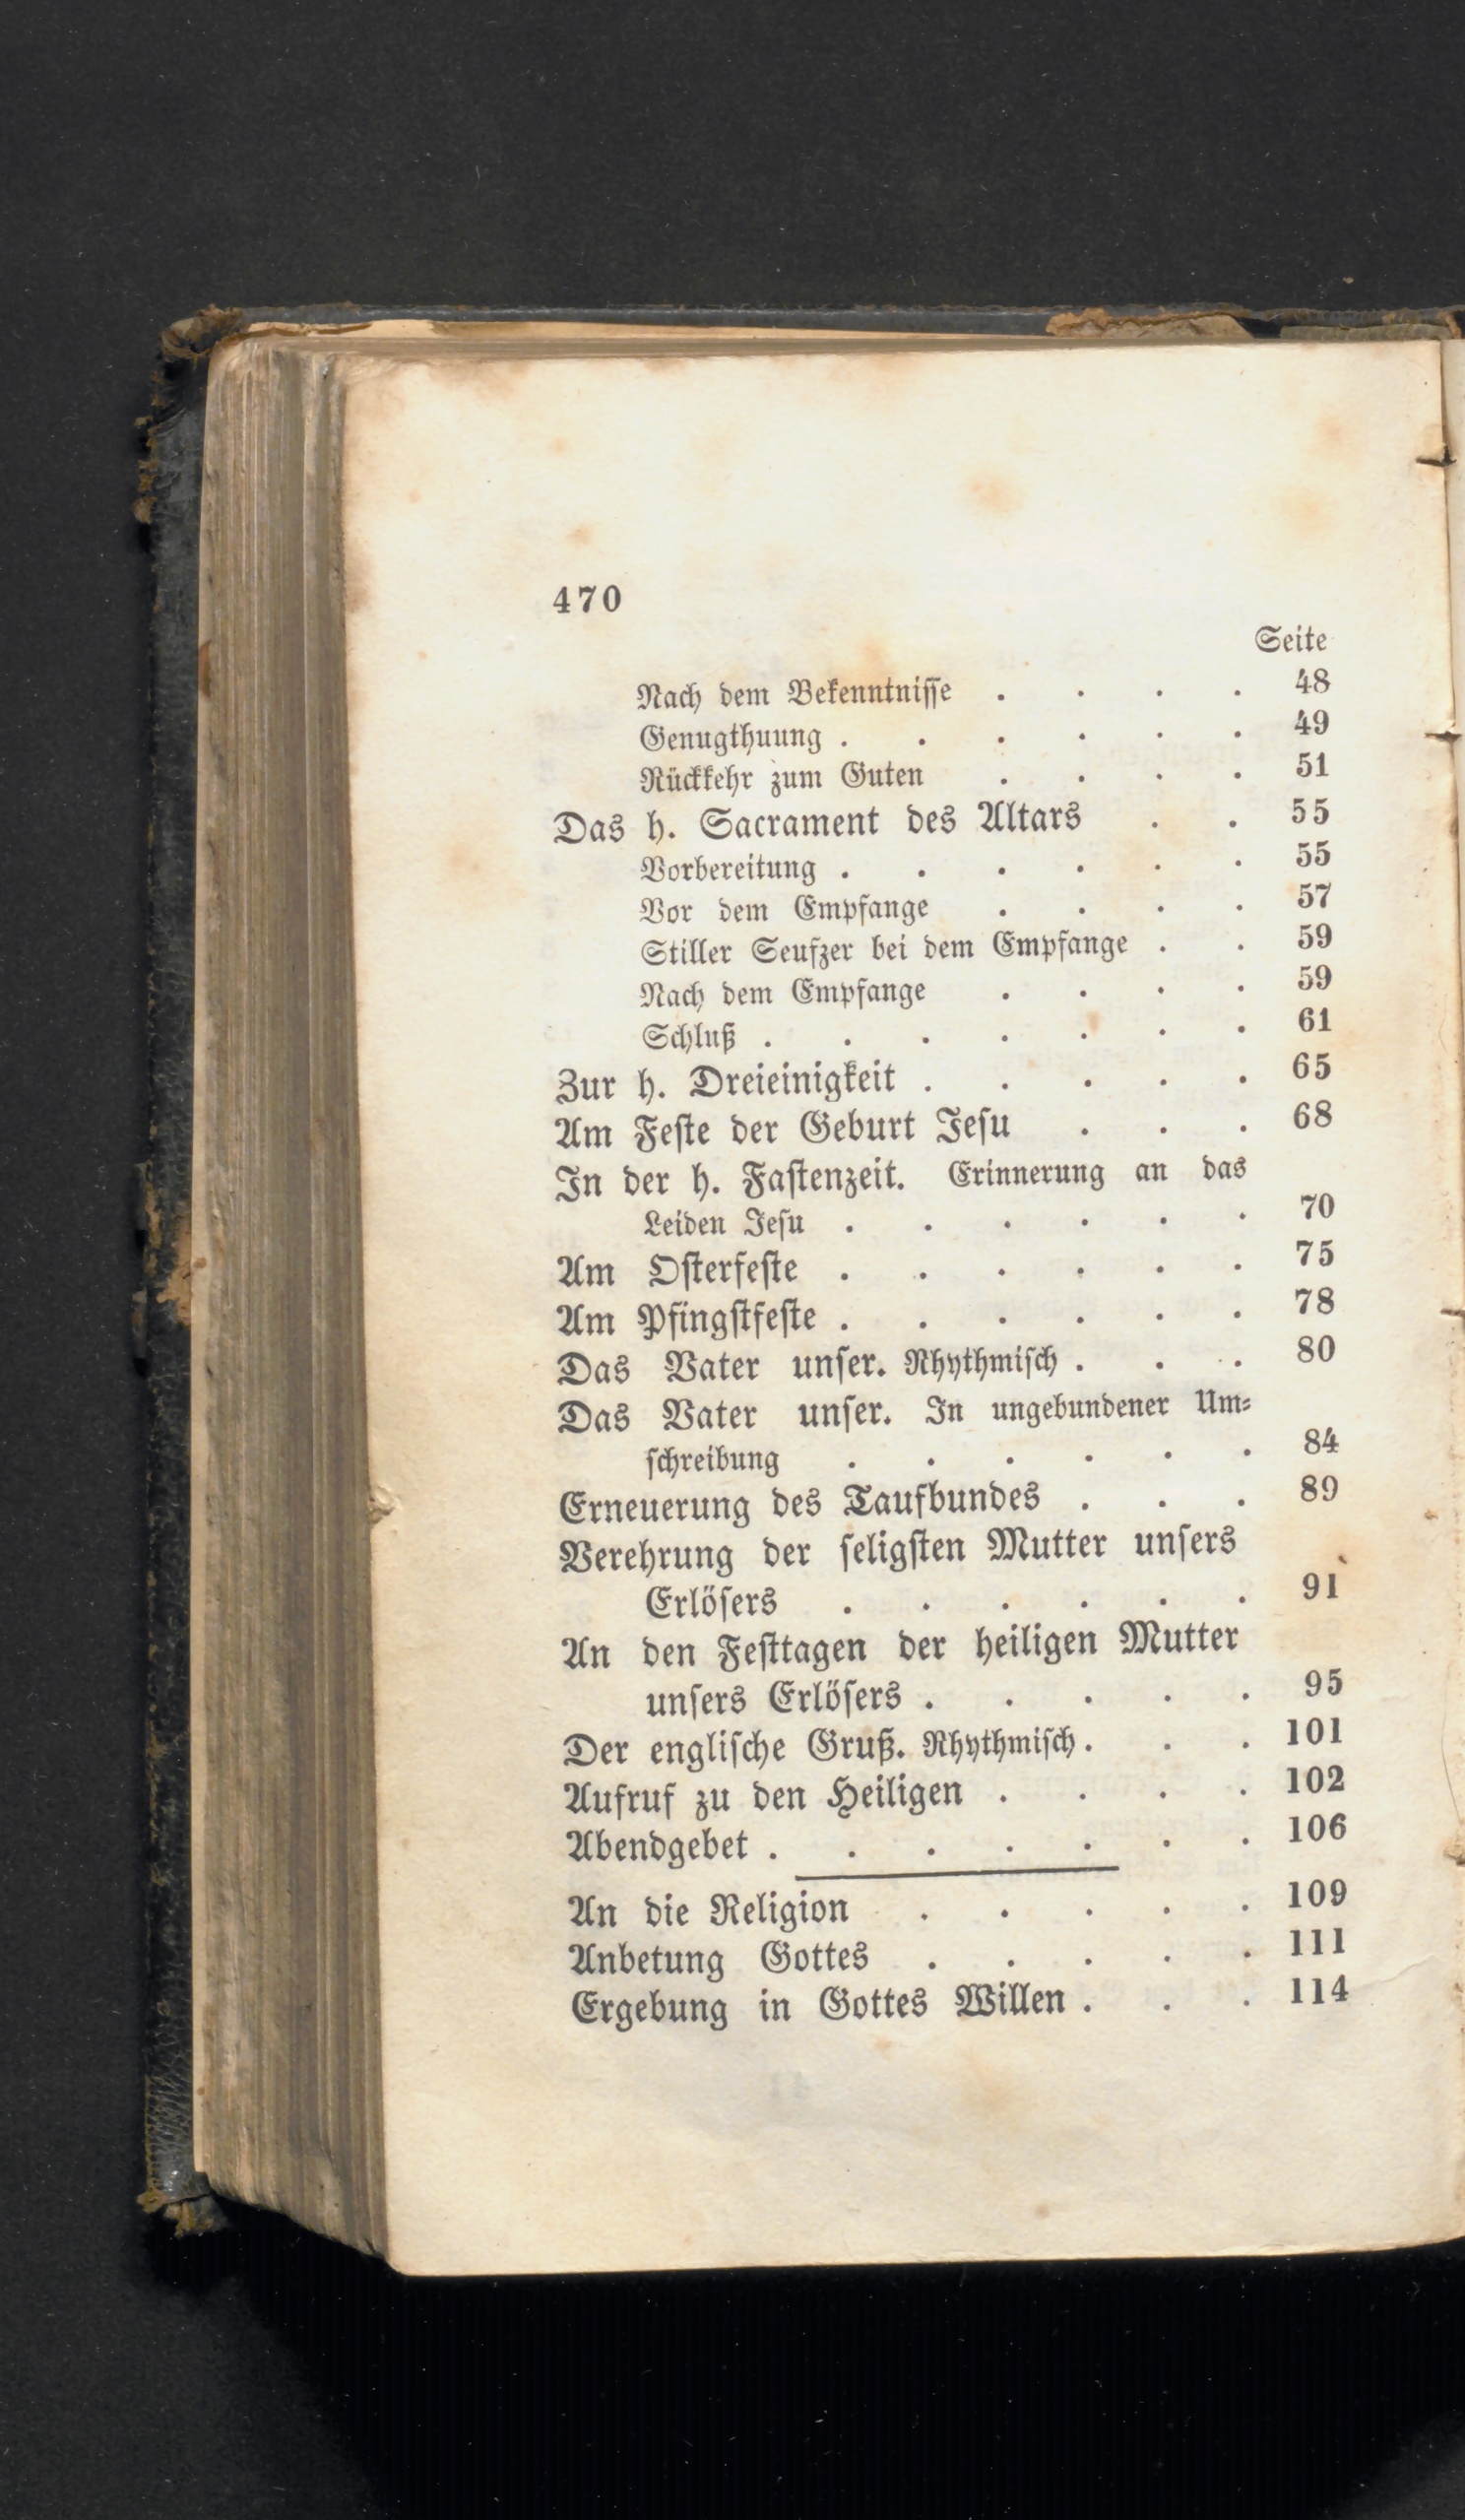 470
Seite
Nach dem Bekenntniſſe . . . . 48
Genugthuung . . . . . . 49
Rückkehr zum Guten . . . . 51
Das h. Sacrament des Altars . . 55
Vorbereitung . . . . . . 55
Vor dem Empfange . . . . 57
Stiller Seufzer bei dem Empfange . . 59
Nach dem Empfange . . . . 59
Schluß . . . . . . . 61
Zur h. Dreieinigkeit . . . . . 65
Am Feſte der Geburt Jeſu . . . 68
In der h. Faſtenzeit. Erinnerung an das
Leiden Jeſu . . . . . . 70
Am Oſterfeſte . . . . . . 75
Am Pfingſtfeſte . . . . . . 78
Das Vater unſer. Rhythmiſch . . . 80
Das Vater unſer. In ungebundener Um⸗
ſchreibung . . . . . . 84
Erneuerung des Taufbundes . . . 89
Verehrung der ſeligſten Mutter unſers
Erlöſers . . . . . . 91
An den Feſttagen der heiligen Mutter
unſers Erlöſers . . . . . 95
Der engliſche Gruß. Rhythmiſch . . . 101
Aufruf zu den Heiligen . . . . 102
Abendgebet . . . . . . . 106
An die Religion . . . . . 109
Anbetung Gottes . . . . . 111
Ergebung in Gottes Willen . . . 114